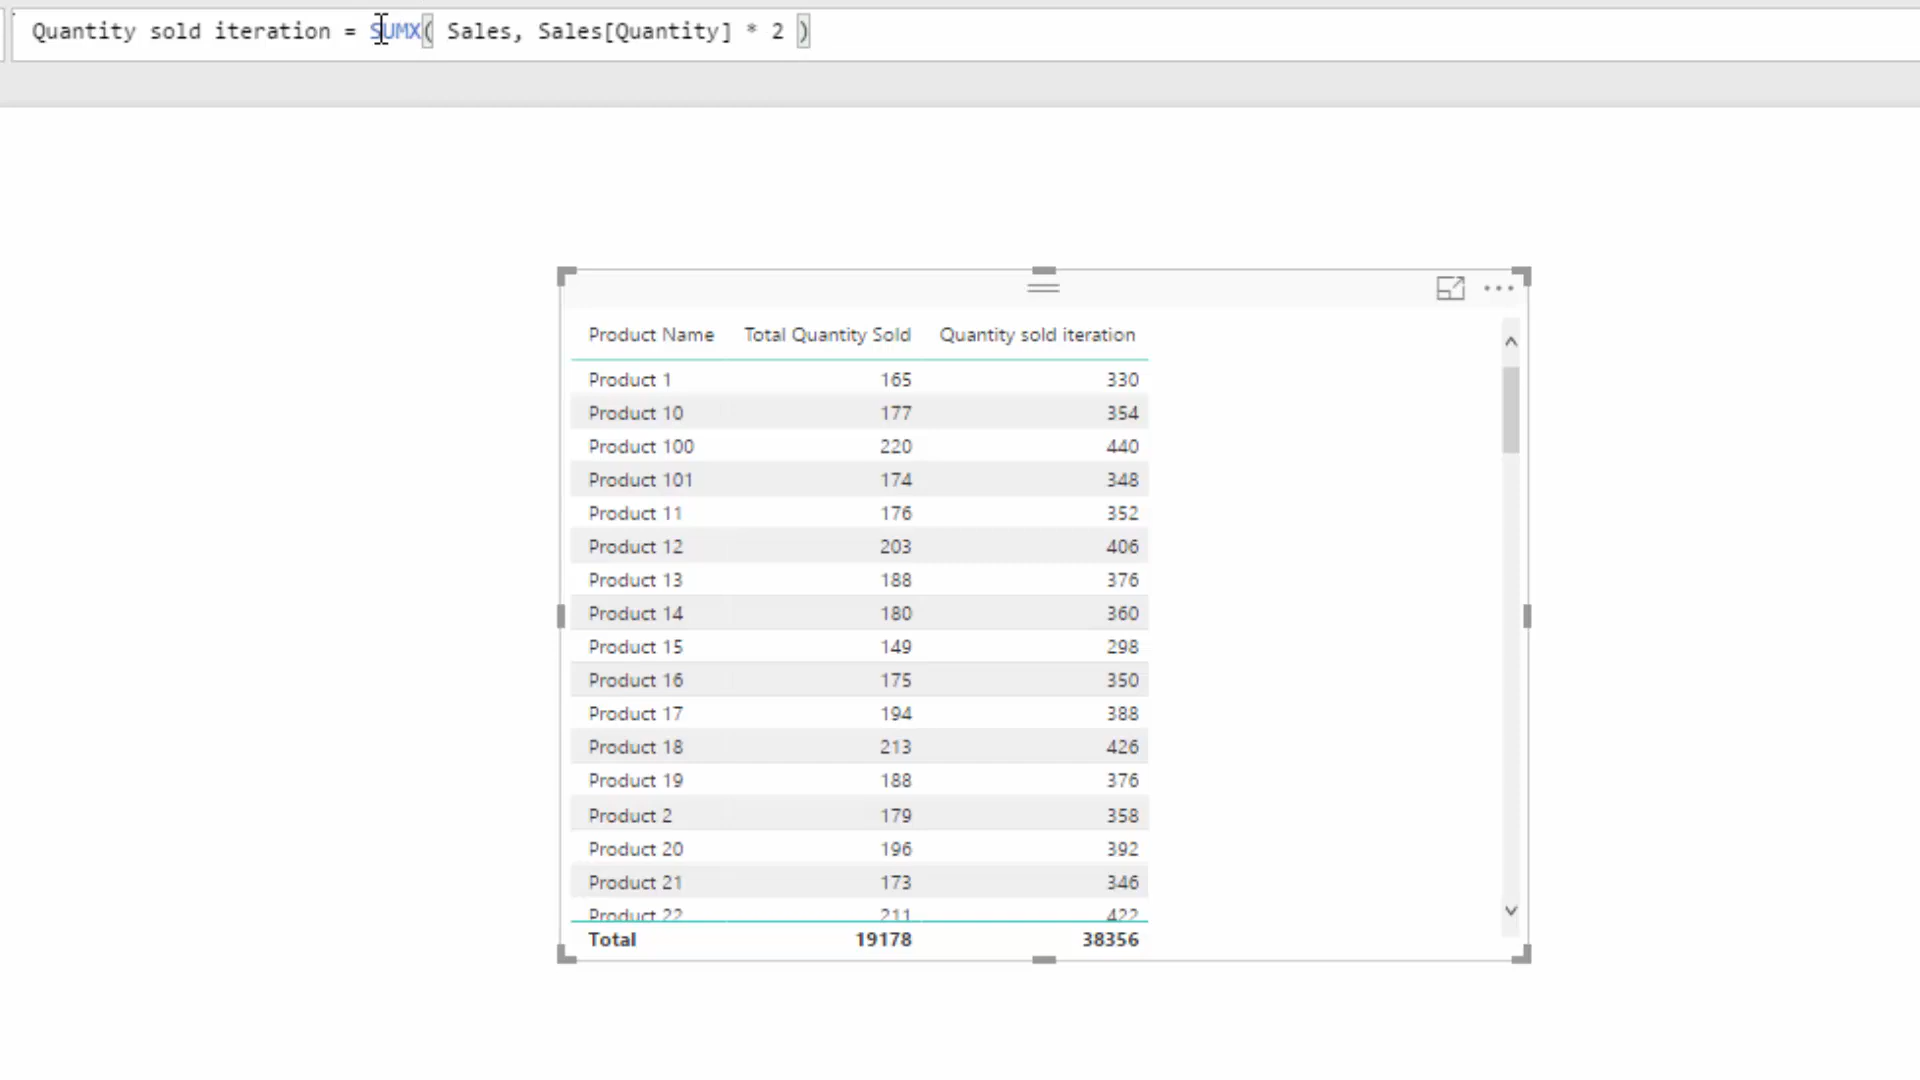 Quantity sold iteration = SUMX( Sales, Sales[Quantity] * 2 )
Product Name Total Quantity Sold Quantity sold iteration
Product 1 165 330
Product 10 177 354
Product 100 220 440
Product 101 174 348
Product 11 176 352
Product 12 203 406
Product 13 188 376
Product 14 180 360
Product 15 149 298
Product 16 175 350
Product 17 194 388
Product 18 213 426
Product 19 188 376
Product 2 179 358
Product 20 196 392
Product 21 173 346
Product 22 211 422
Total 19178 38356